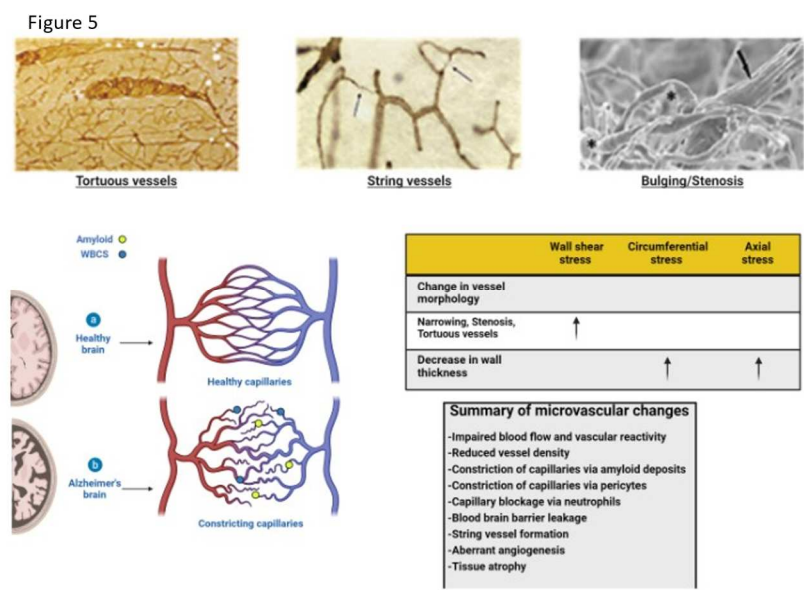 Figure 5
Tortuous vessels
String vessels
Bulging/Stenosis
Amyloid
WBCS
a
Healthy
brain
Healthy capillaries
b
Alzheimer's
brain
Constricting capillaries
Wall shear
stress
Circumferential
stress
Axial
stress
Change in vessel
morphology
Narrowing, Stenosis,
Tortuous vessels
Decrease in wall
thickness
Summary of microvascular changes
-Impaired blood flow and vascular reactivity
-Reduced vessel density
-Constriction of capillaries via amyloid deposits
-Constriction of capillaries via pericytes
-Capillary blockage via neutrophils
-Blood brain barrier leakage
-String vessel formation
-Aberrant angiogenesis
-Tissue atrophy